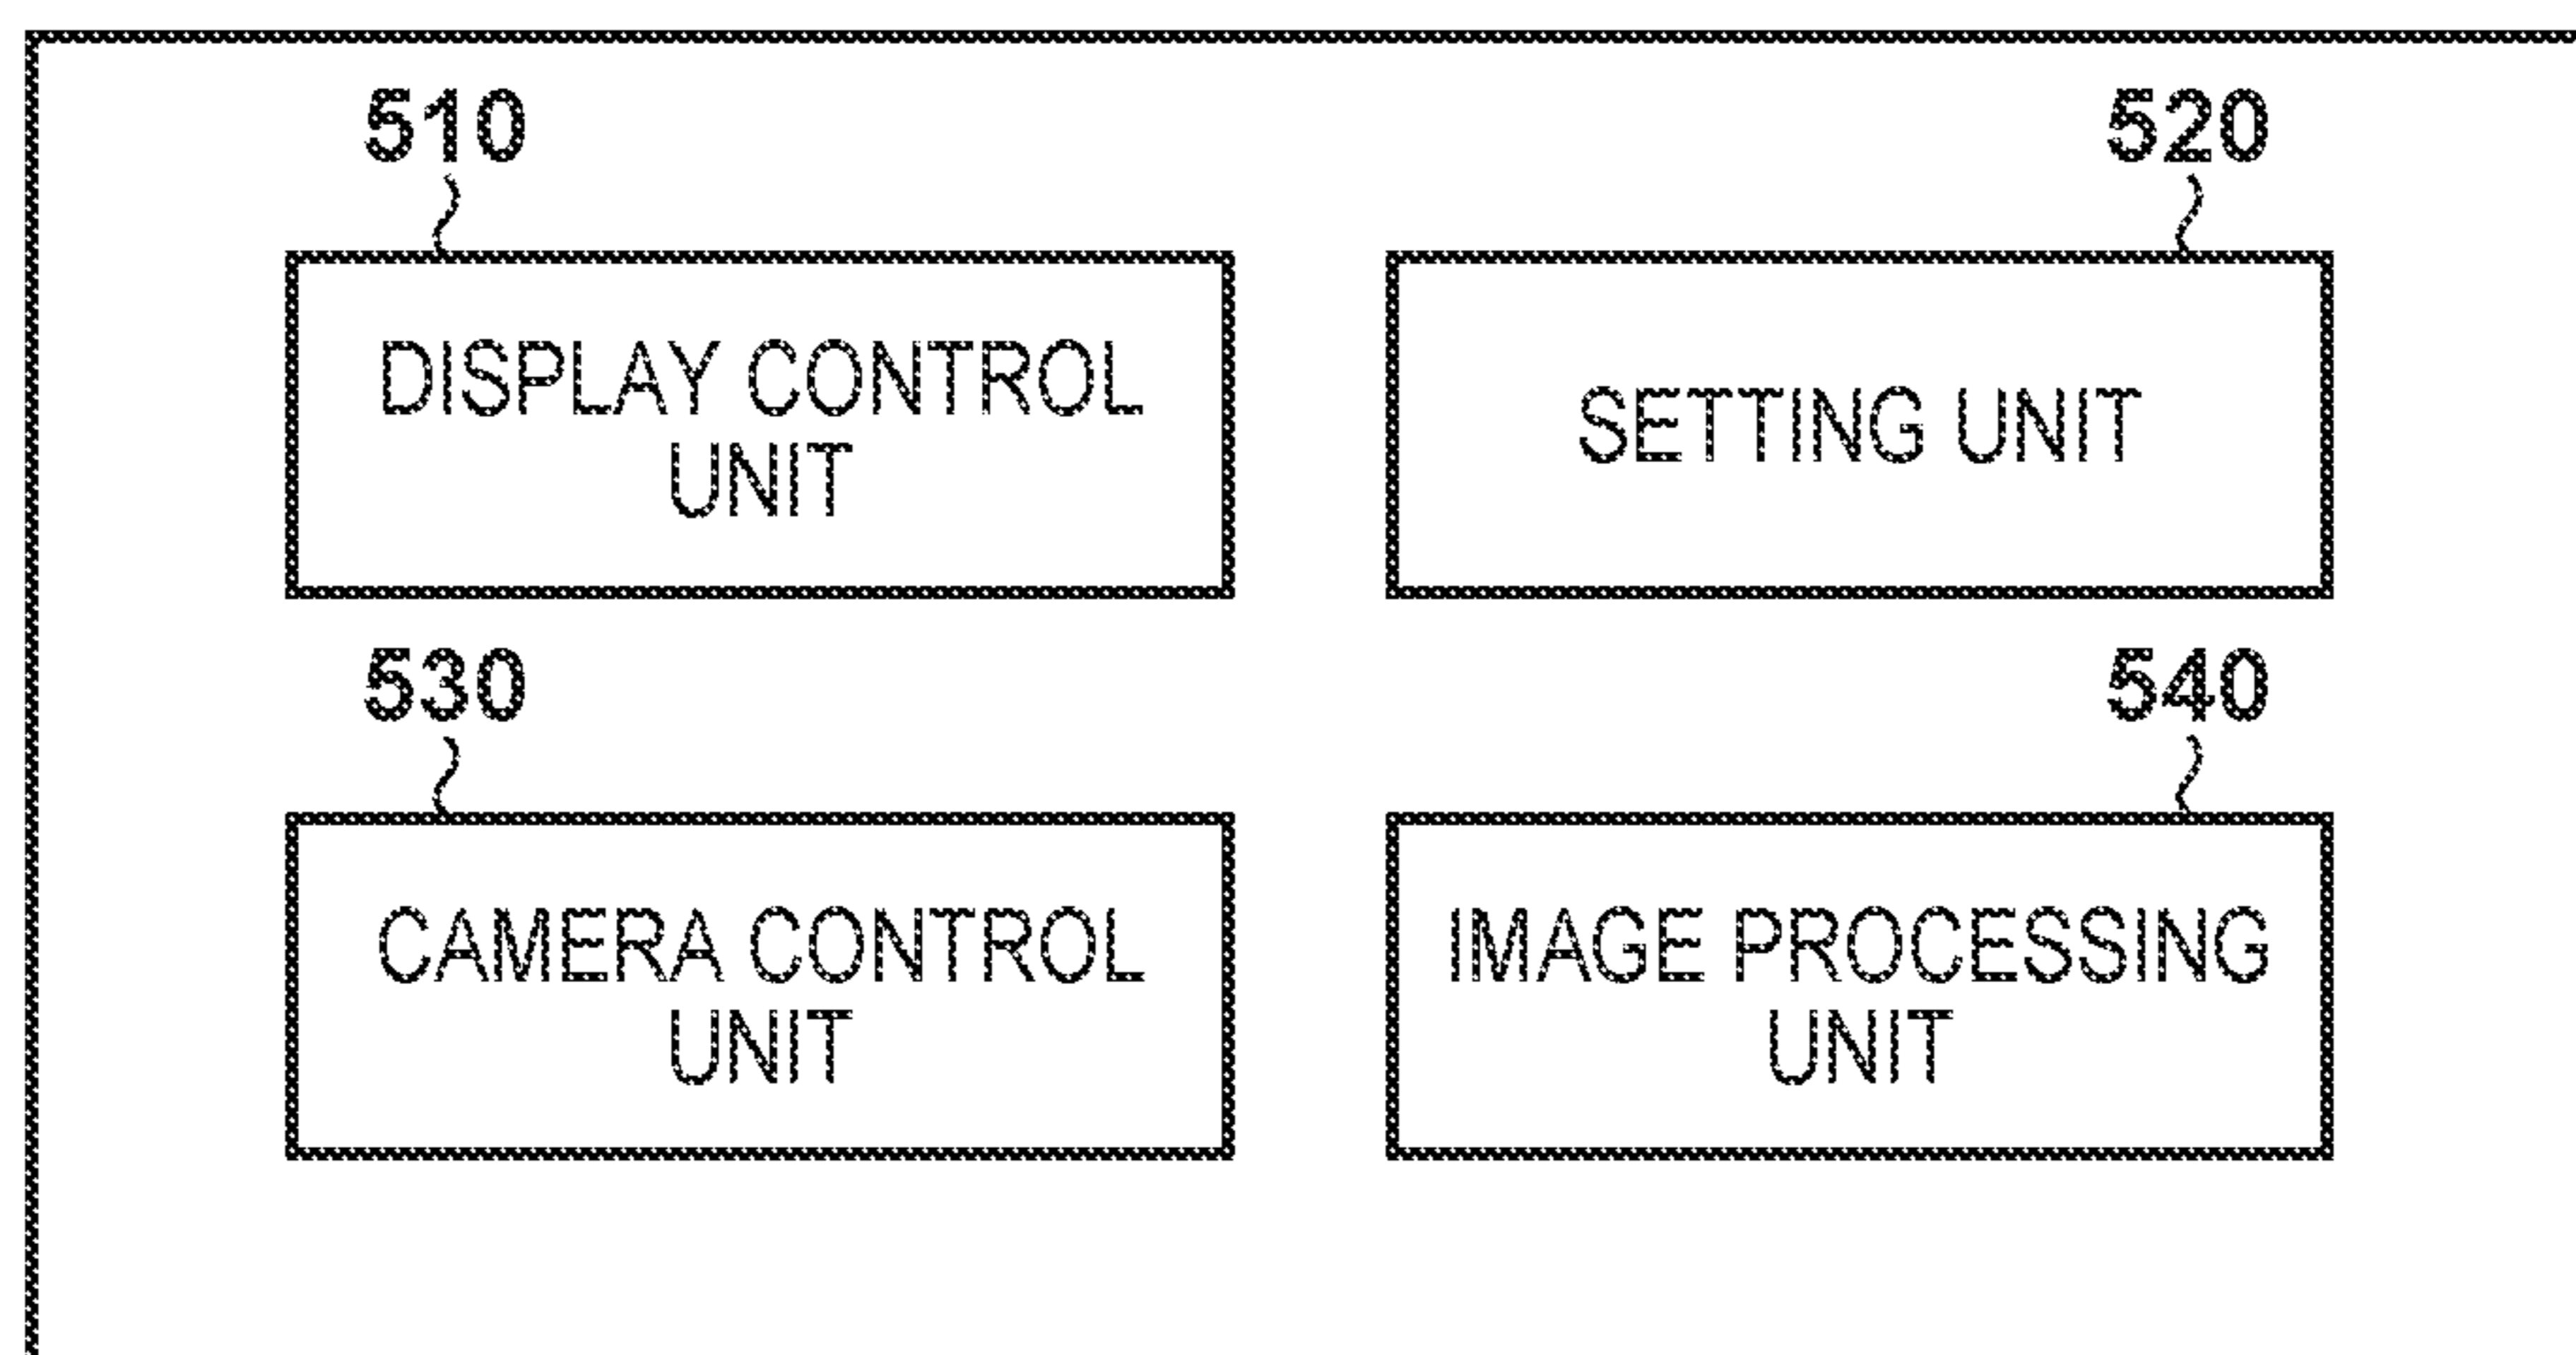 510
520
DISPLAY CONTROL
UNIT
SETTING UNIT
530
540
CAMERA CONTROL
UNIT
IMAGE PROCESSING
UNIT